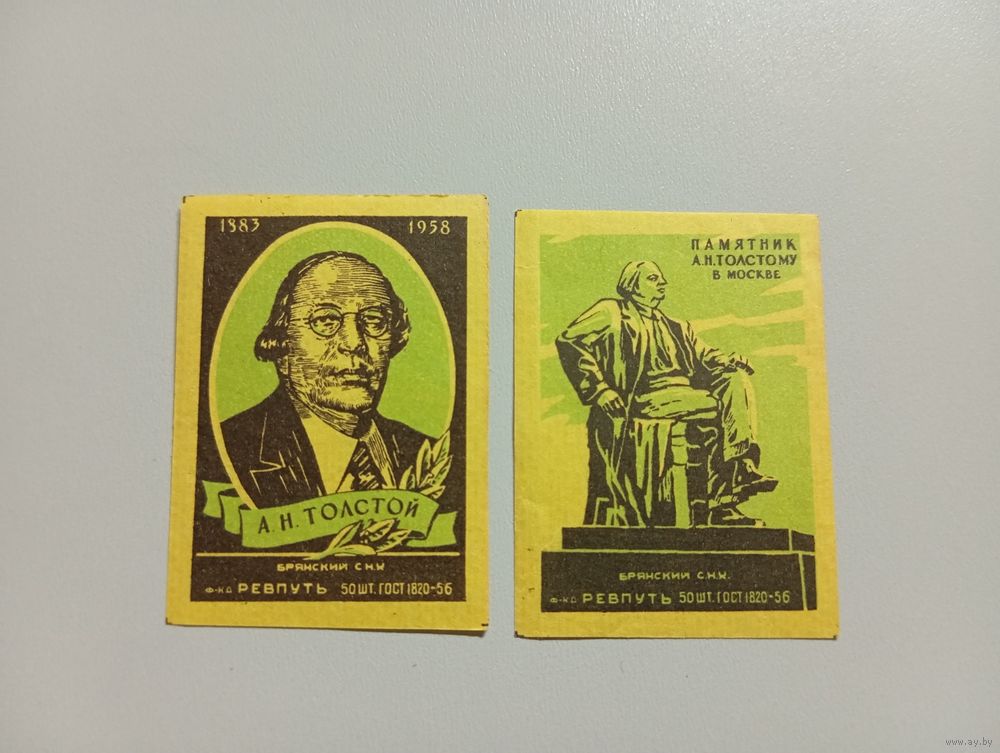 1883 1958
А. Н. ТОЛСТОЙ
БРЯНСКИЙ С.Н.Х.
Ф-КА РЕВПУТЬ 50 ШТ. ГОСТ 1820-56
ПАМЯТНИК
А.Н.ТОЛСТОМУ
В МОСКВЕ
БРЯНСКИЙ С.Н.Х.
Ф-КА РЕВПУТЬ 50 ШТ. ГОСТ 1820-56
www.ay.by